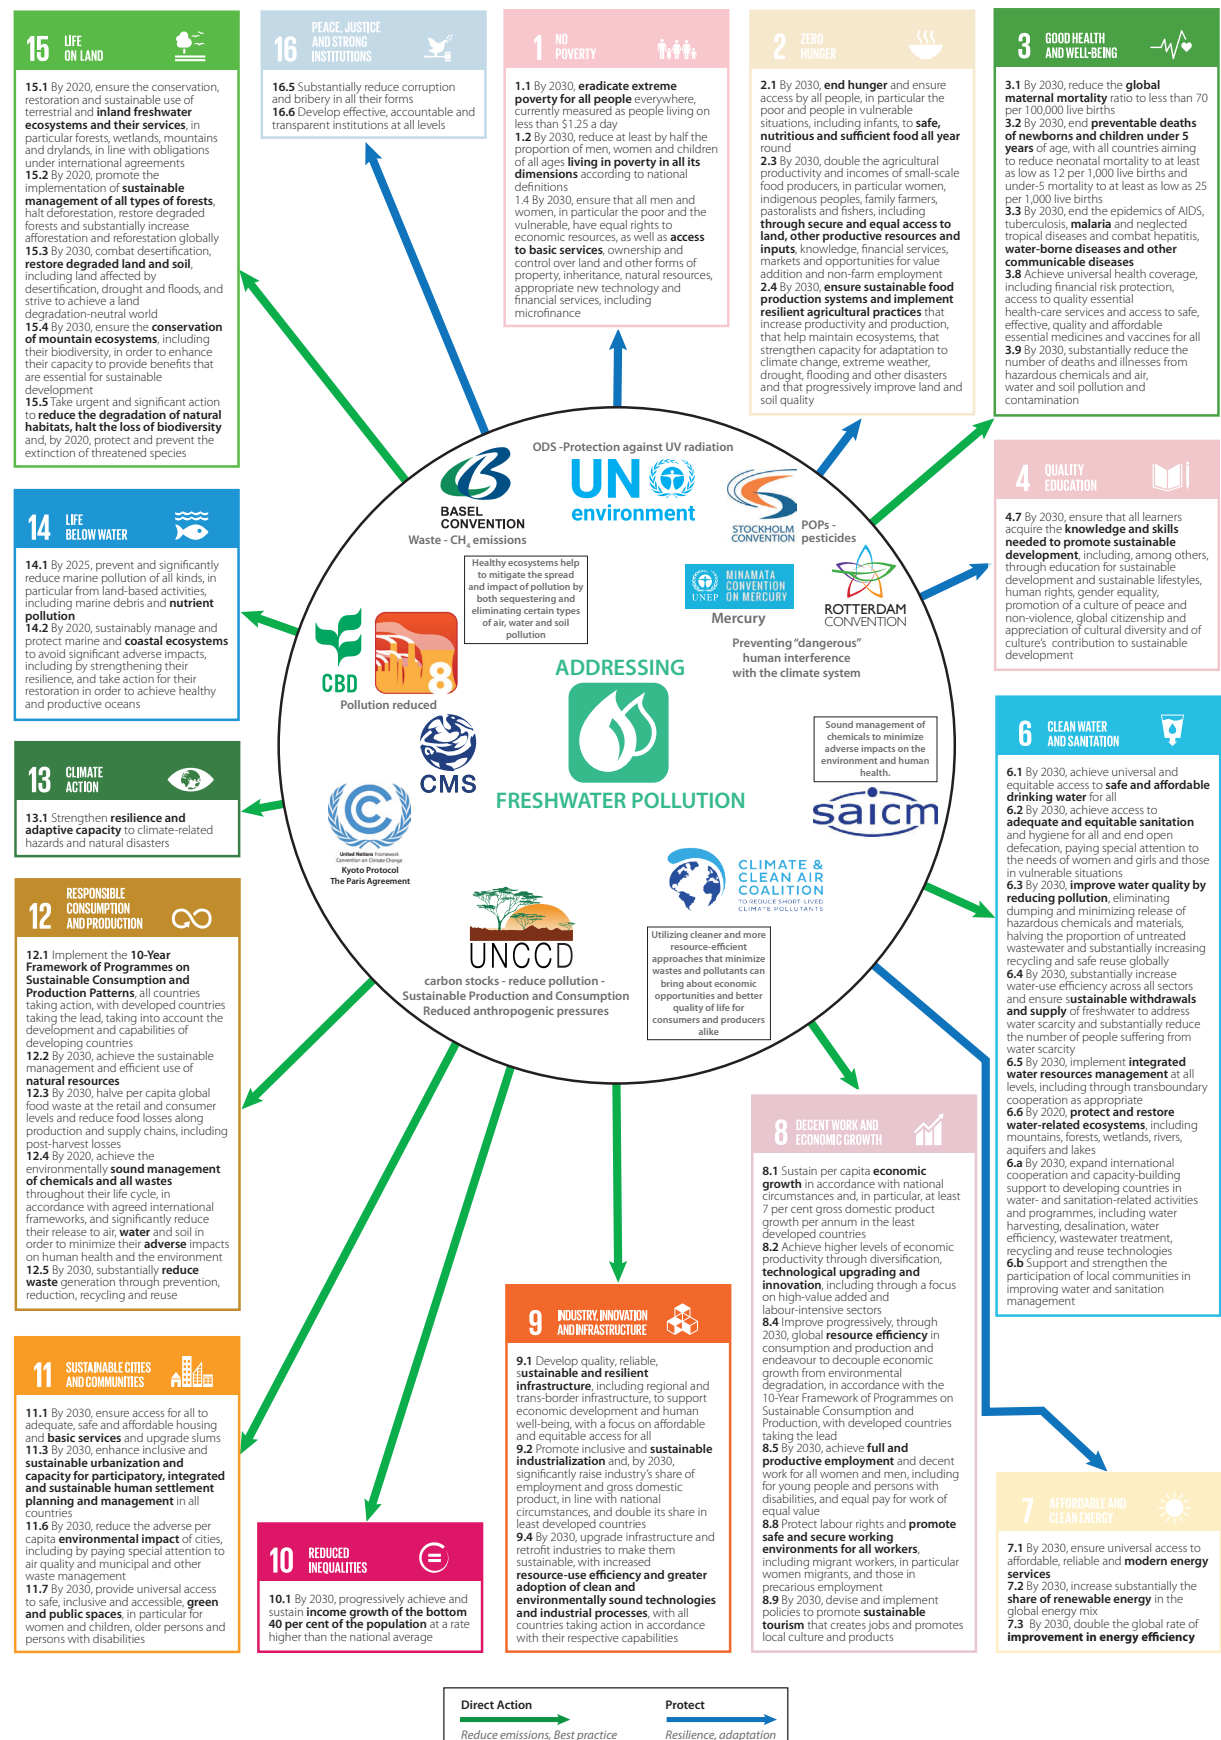 15 LIFE
ON LAND
15.1 By 2020, ensure the conservation,
restoration and sustainable use of
terrestrial and inland freshwater
ecosystems and their services, in
particular forests, wetlands, mountains
and drylands, in line with obligations
under international agreements
15.2 By 2020, promote the
implementation of sustainable
management of all types of forests,
halt deforestation, restore degraded
forests and substantially increase
afforestation and reforestation globally
15.3 By 2030, combat desertification,
restore degraded land and soil,
including land affected by
desertification, drought and floods, and
strive to achieve a land
degradation-neutral world
15.4 By 2030, ensure the conservation
of mountain ecosystems, including
their biodiversity, in order to enhance
their capacity to provide benefits that
are essential for sustainable
development
15.5 Take urgent and significant action
to reduce the degradation of natural
habitats, halt the loss of biodiversity
and, by 2020, protect and prevent the
extinction of threatened species
16 PEACE, JUSTICE
AND STRONG
INSTITUTIONS
16.5 Substantially reduce corruption
and bribery in all their forms
16.6 Develop effective, accountable and
transparent institutions at all levels
1 NO
POVERTY
1.1 By 2030, eradicate extreme
poverty for all people everywhere,
currently measured as people living on
less than $1.25 a day
1.2 By 2030, reduce at least by half the
proportion of men, women and children
of all ages living in poverty in all its
dimensions according to national
definitions
1.4 By 2030, ensure that all men and
women, in particular the poor and the
vulnerable, have equal rights to
economic resources, as well as access
to basic services, ownership and
control over land and other forms of
property, inheritance, natural resources,
appropriate new technology and
financial services, including
microfinance
2 ZERO
HUNGER
2.1 By 2030, end hunger and ensure
access by all people, in particular the
poor and people in vulnerable
situations, including infants, to safe,
nutritious and sufficient food all year
round
2.3 By 2030, double the agricultural
productivity and incomes of small-scale
food producers, in particular women,
indigenous peoples, family farmers,
pastoralists and fishers, including
through secure and equal access to
land, other productive resources and
inputs, knowledge, financial services,
markets and opportunities for value
addition and non-farm employment
2.4 By 2030, ensure sustainable food
production systems and implement
resilient agricultural practices that
increase productivity and production,
that help maintain ecosystems, that
strengthen capacity for adaptation to
climate change, extreme weather,
drought, flooding and other disasters
and that progressively improve land and
soil quality
3 GOOD HEALTH
AND WELL-BEING
3.1 By 2030, reduce the global
maternal mortality ratio to less than 70
per 100,000 live births
3.2 By 2030, end preventable deaths
of newborns and children under 5
years of age, with all countries aiming
to reduce neonatal mortality to at least
as low as 12 per 1,000 live births and
under-5 mortality to at least as low as 25
per 1,000 live births
3.3 By 2030, end the epidemics of AIDS,
tuberculosis, malaria and neglected
tropical diseases and combat hepatitis,
water-borne diseases and other
communicable diseases
3.8 Achieve universal health coverage,
including financial risk protection,
access to quality essential
health-care services and access to safe,
effective, quality and affordable
essential medicines and vaccines for all
3.9 By 2030, substantially reduce the
number of deaths and illnesses from
hazardous chemicals and air,
water and soil pollution and
contamination
4 QUALITY
EDUCATION
4.7 By 2030, ensure that all learners
acquire the knowledge and skills
needed to promote sustainable
development, including, among others,
through education for sustainable
development and sustainable lifestyles,
human rights, gender equality,
promotion of a culture of peace and
non-violence, global citizenship and
appreciation of cultural diversity and of
culture's contribution to sustainable
development
14 LIFE
BELOW WATER
14.1 By 2025, prevent and significantly
reduce marine pollution of all kinds, in
particular from land-based activities,
including marine debris and nutrient
pollution
14.2 By 2020, sustainably manage and
protect marine and coastal ecosystems
to avoid significant adverse impacts,
including by strengthening their
resilience, and take action for their
restoration in order to achieve healthy
and productive oceans
13 CLIMATE
ACTION
13.1 Strengthen resilience and
adaptive capacity to climate-related
hazards and natural disasters
ODS -Protection against UV radiation
UN
environment
BASEL
CONVENTION
Waste - CH4 emissions
STOCKHOLM
CONVENTION
POPs -
pesticides
Healthy ecosystems help
to mitigate the spread
and impact of pollution by
both sequestering and
eliminating certain types
of air, water and soil
pollution
UNEP
MINAMATA
CONVENTION
ON MERCURY
Mercury
ROTTERDAM
CONVENTION
Preventing "dangerous"
human interference
with the climate system
CBD
8
Pollution reduced
ADDRESSING
FRESHWATER POLLUTION
CMS
Sound management of
chemicals to minimize
adverse impacts on the
environment and human
health.
saicm
United Nations Framework
Convention on Climate Change
Kyoto Protocol
The Paris Agreement
CLIMATE &
CLEAN AIR
COALITION
TO REDUCE SHORT-LIVED
CLIMATE POLLUTANTS
UNCCD
carbon stocks - reduce pollution -
Sustainable Production and Consumption
Reduced anthropogenic pressures
Utilizing cleaner and more
resource-efficient
approaches that minimize
wastes and pollutants can
bring about economic
opportunities and better
quality of life for
consumers and producers
alike
6 CLEAN WATER
AND SANITATION
6.1 By 2030, achieve universal and
equitable access to safe and affordable
drinking water for all
6.2 By 2030, achieve access to
adequate and equitable sanitation
and hygiene for all and end open
defecation, paying special attention to
the needs of women and girls and those
in vulnerable situations
6.3 By 2030, improve water quality by
reducing pollution, eliminating
dumping and minimizing release of
hazardous chemicals and materials,
halving the proportion of untreated
wastewater and substantially increasing
recycling and safe reuse globally
6.4 By 2030, substantially increase
water-use efficiency across all sectors
and ensure sustainable withdrawals
and supply of freshwater to address
water scarcity and substantially reduce
the number of people suffering from
water scarcity
6.5 By 2030, implement integrated
water resources management at all
levels, including through transboundary
cooperation as appropriate
6.6 By 2020, protect and restore
water-related ecosystems, including
mountains, forests, wetlands, rivers,
aquifers and lakes
6.a By 2030, expand international
cooperation and capacity-building
support to developing countries in
water- and sanitation-related activities
and programmes, including water
harvesting, desalination, water
efficiency, wastewater treatment,
recycling and reuse technologies
6.b Support and strengthen the
participation of local communities in
improving water and sanitation
management
12 RESPONSIBLE
CONSUMPTION
AND PRODUCTION
12.1 Implement the 10-Year
Framework of Programmes on
Sustainable Consumption and
Production Patterns, all countries
taking action, with developed countries
taking the lead, taking into account the
development and capabilities of
developing countries
12.2 By 2030, achieve the sustainable
management and efficient use of
natural resources
12.3 By 2030, halve per capita global
food waste at the retail and consumer
levels and reduce food losses along
production and supply chains, including
post-harvest losses
12.4 By 2020, achieve the
environmentally sound management
of chemicals and all wastes
throughout their life cycle, in
accordance with agreed international
frameworks, and significantly reduce
their release to air, water and soil in
order to minimize their adverse impacts
on human health and the environment
12.5 By 2030, substantially reduce
waste generation through prevention,
reduction, recycling and reuse
11 SUSTAINABLE CITIES
AND COMMUNITIES
11.1 By 2030, ensure access for all to
adequate, safe and affordable housing
and basic services and upgrade slums
11.3 By 2030, enhance inclusive and
sustainable urbanization and
capacity for participatory, integrated
and sustainable human settlement
planning and management in all
countries
11.6 By 2030, reduce the adverse per
capita environmental impact of cities,
including by paying special attention to
air quality and municipal and other
waste management
11.7 By 2030, provide universal access
to safe, inclusive and accessible, green
and public spaces, in particular for
women and children, older persons and
persons with disabilities
10 REDUCED
INEQUALITIES
10.1 By 2030, progressively achieve and
sustain income growth of the bottom
40 per cent of the population at a rate
higher than the national average
9 INDUSTRY, INNOVATION
AND INFRASTRUCTURE
9.1 Develop quality, reliable,
sustainable and resilient
infrastructure, including regional and
trans-border infrastructure, to support
economic development and human
well-being, with a focus on affordable
and equitable access for all
9.2 Promote inclusive and sustainable
industrialization and, by 2030,
significantly raise industry's share of
employment and gross domestic
product, in line with national
circumstances, and double its share in
least developed countries
9.4 By 2030, upgrade infrastructure and
retrofit industries to make them
sustainable, with increased
resource-use efficiency and greater
adoption of clean and
environmentally sound technologies
and industrial processes, with all
countries taking action in accordance
with their respective capabilities
8 DECENT WORK AND
ECONOMIC GROWTH
8.1 Sustain per capita economic
growth in accordance with national
circumstances and, in particular, at least
7 per cent gross domestic product
growth per annum in the least
developed countries
8.2 Achieve higher levels of economic
productivity through diversification,
technological upgrading and
innovation, including through a focus
on high-value added and
labour-intensive sectors
8.4 Improve progressively, through
2030, global resource efficiency in
consumption and production and
endeavour to decouple economic
growth from environmental
degradation, in accordance with the
10-Year Framework of Programmes on
Sustainable Consumption and
Production, with developed countries
taking the lead
8.5 By 2030, achieve full and
productive employment and decent
work for all women and men, including
for young people and persons with
disabilities, and equal pay for work of
equal value
8.8 Protect labour rights and promote
safe and secure working
environments for all workers,
including migrant workers, in particular
women migrants, and those in
precarious employment
8.9 By 2030, devise and implement
policies to promote sustainable
tourism that creates jobs and promotes
local culture and products
7 AFFORDABLE AND
CLEAN ENERGY
7.1 By 2030, ensure universal access to
affordable, reliable and modern energy
services
7.2 By 2030, increase substantially the
share of renewable energy in the
global energy mix
7.3 By 2030, double the global rate of
improvement in energy efficiency
Direct Action
Reduce emissions, Best practice
Protect
Resilience, adaptation